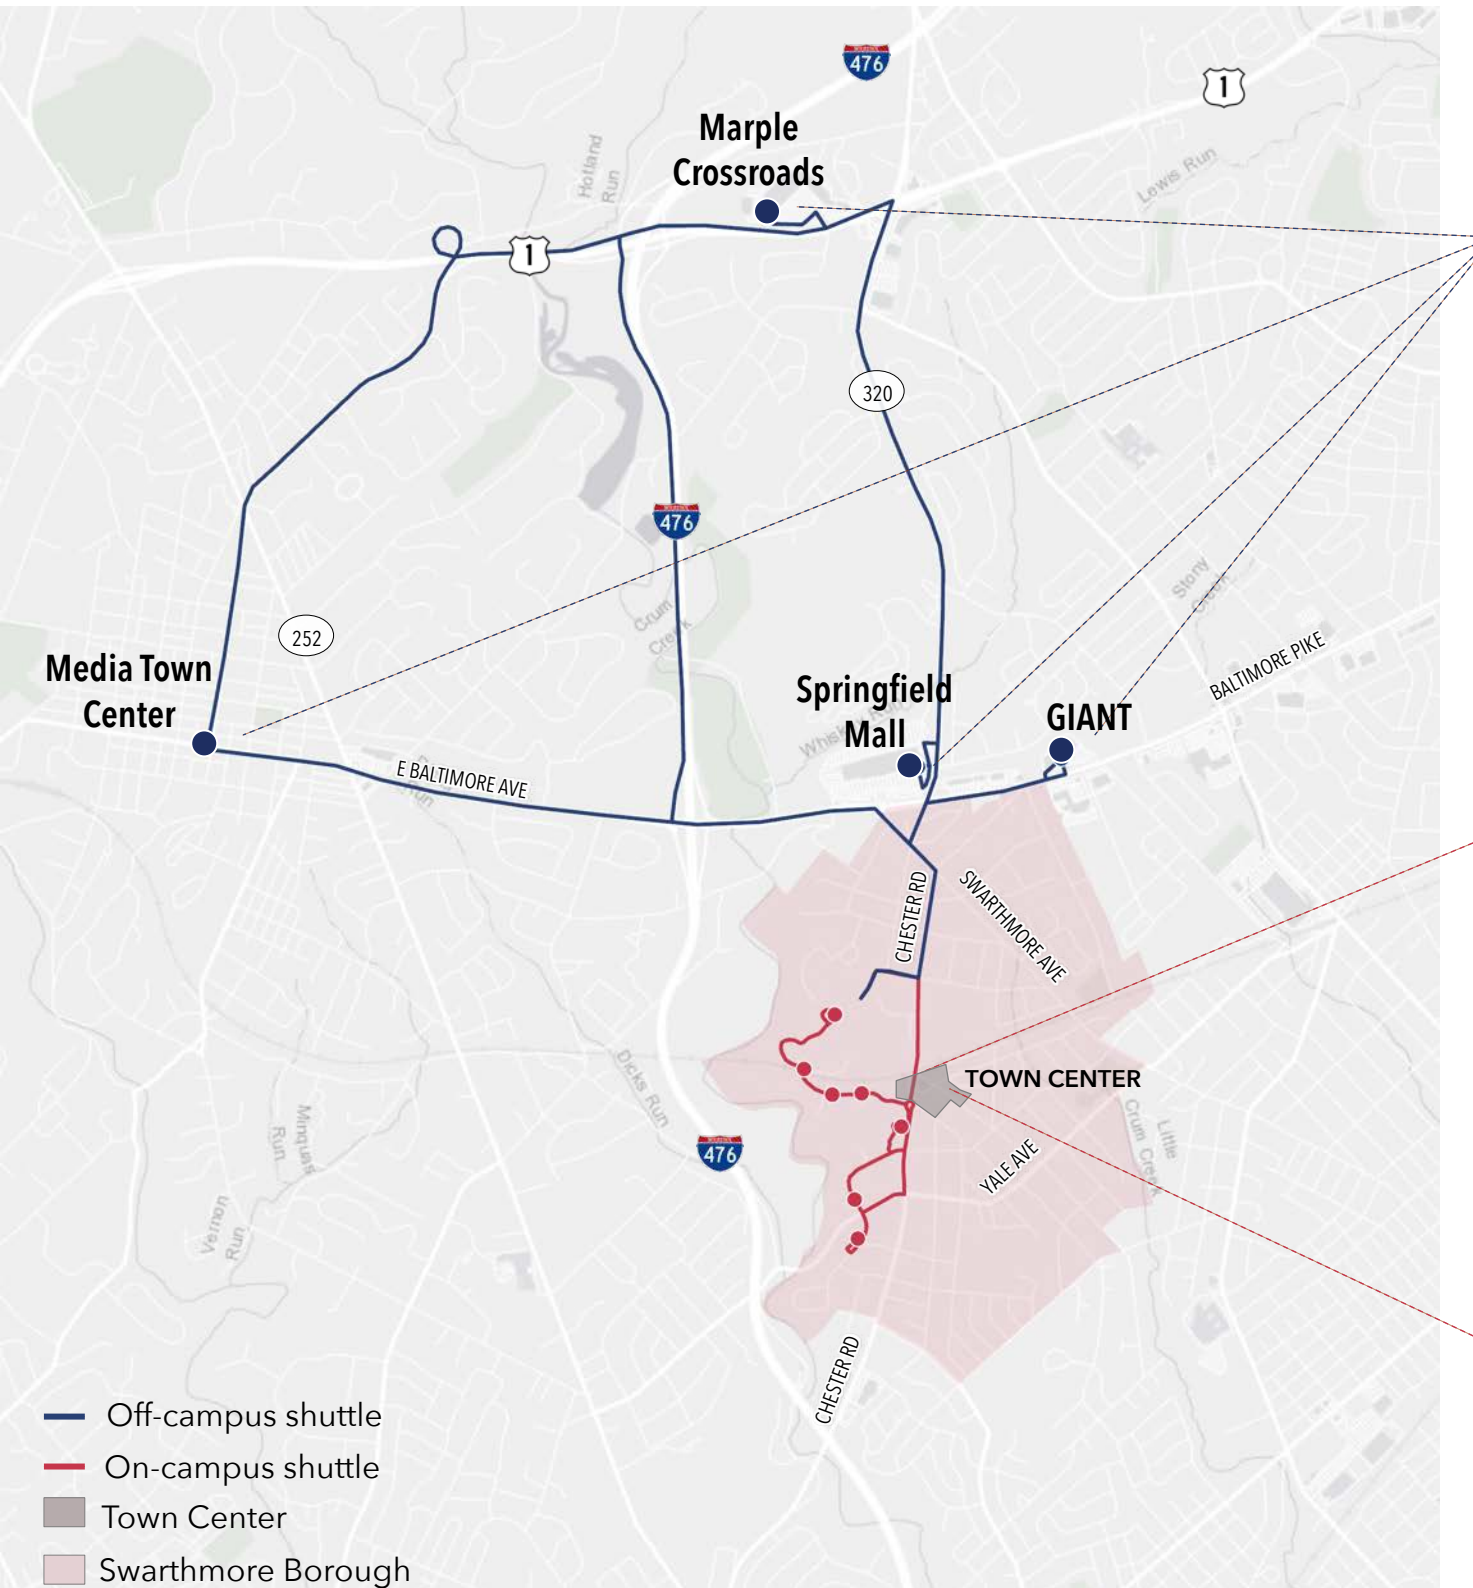 476
1
Marple
Crossroads
Hotland
Run
Lewis Run
1
320
476
Stony
Creek
Crum
Creek
252
BALTIMORE PIKE
Media Town
Center
Springfield
Mall
GIANT
E BALTIMORE AVE
Run
CHESTER RD
SWARTHMORE AVE
Dicks Run
TOWN CENTER
Little
Crum Creek
Minquas
Run
476
YALE AVE
Vernon
Run
CHESTER RD
Off-campus shuttle
On-campus shuttle
Town Center
Swarthmore Borough